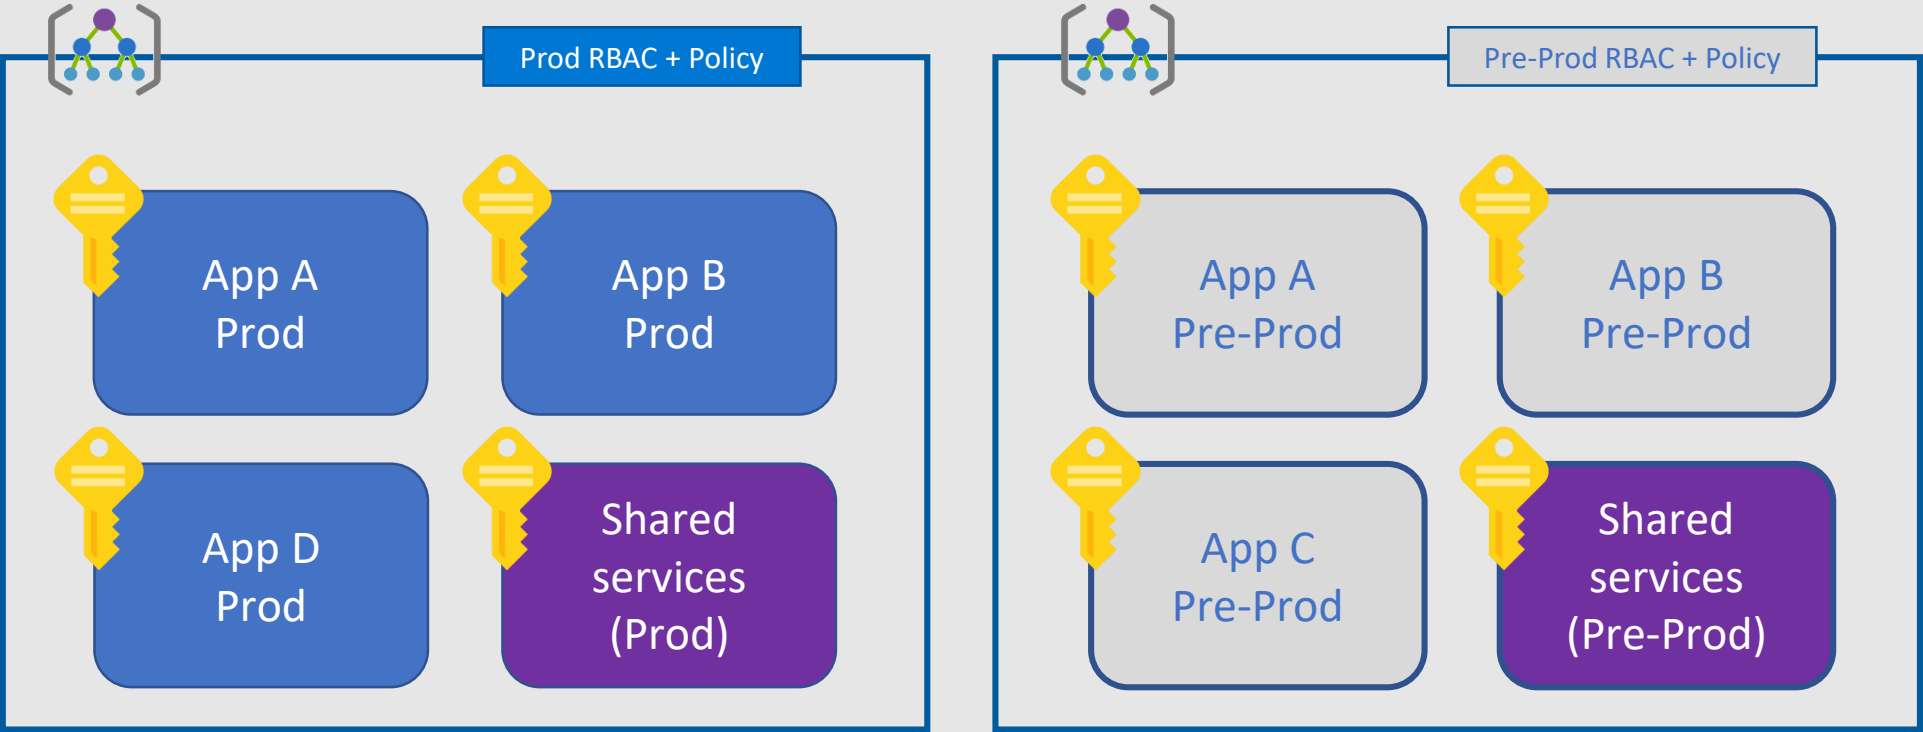 Prod RBAC + Policy
App A
Prod
App B
Prod
App D
Prod
Shared
services
(Prod)
Pre-Prod RBAC + Policy
App A
Pre-Prod
App B
Pre-Prod
App C
Pre-Prod
Shared
services
(Pre-Prod)